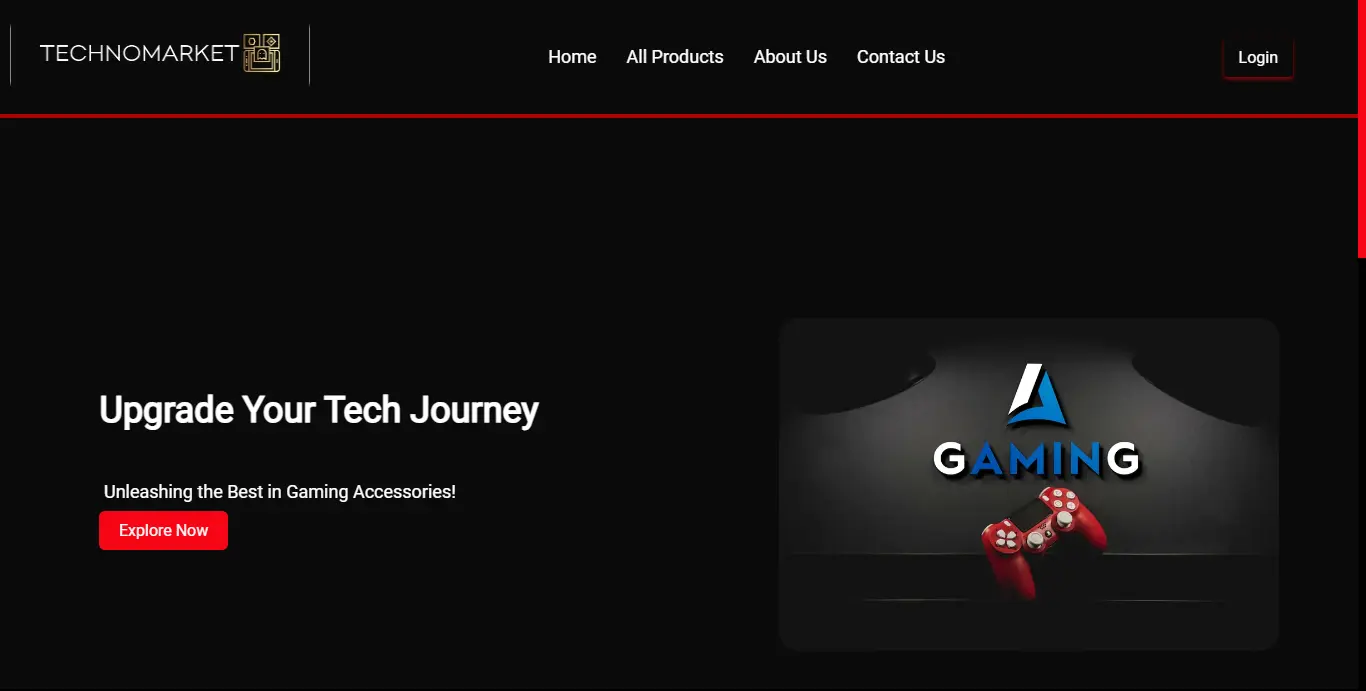 TECHNOMARKET
Home
All Products
About Us
Contact Us
Login
Upgrade Your Tech Journey
Unleashing the Best in Gaming Accessories!
Explore Now
GAMING